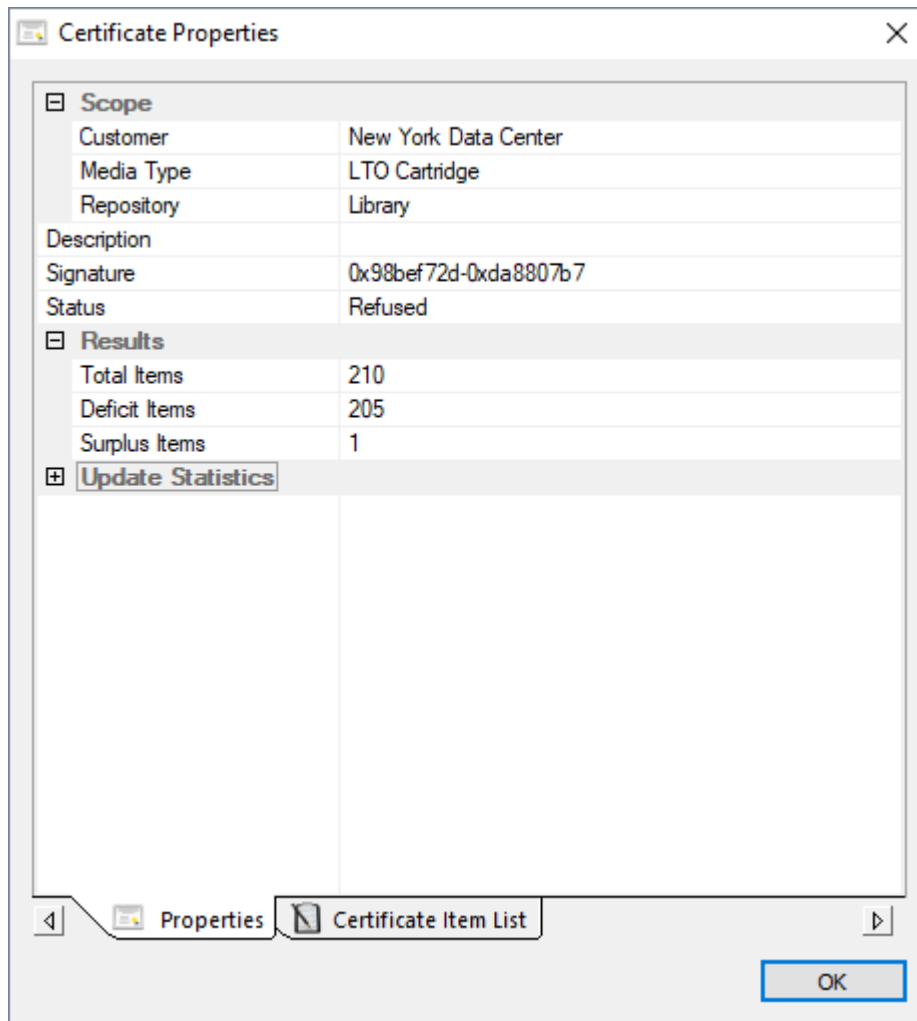 Certificate Properties
Scope
Customer New York Data Center
Media Type LTO Cartridge
Repository Library
Description
Signature 0x98bef72d-0xda8807b7
Status Refused
Results
Total Items 210
Deficit Items 205
Surplus Items 1
Update Statistics
Properties Certificate Item List
OK